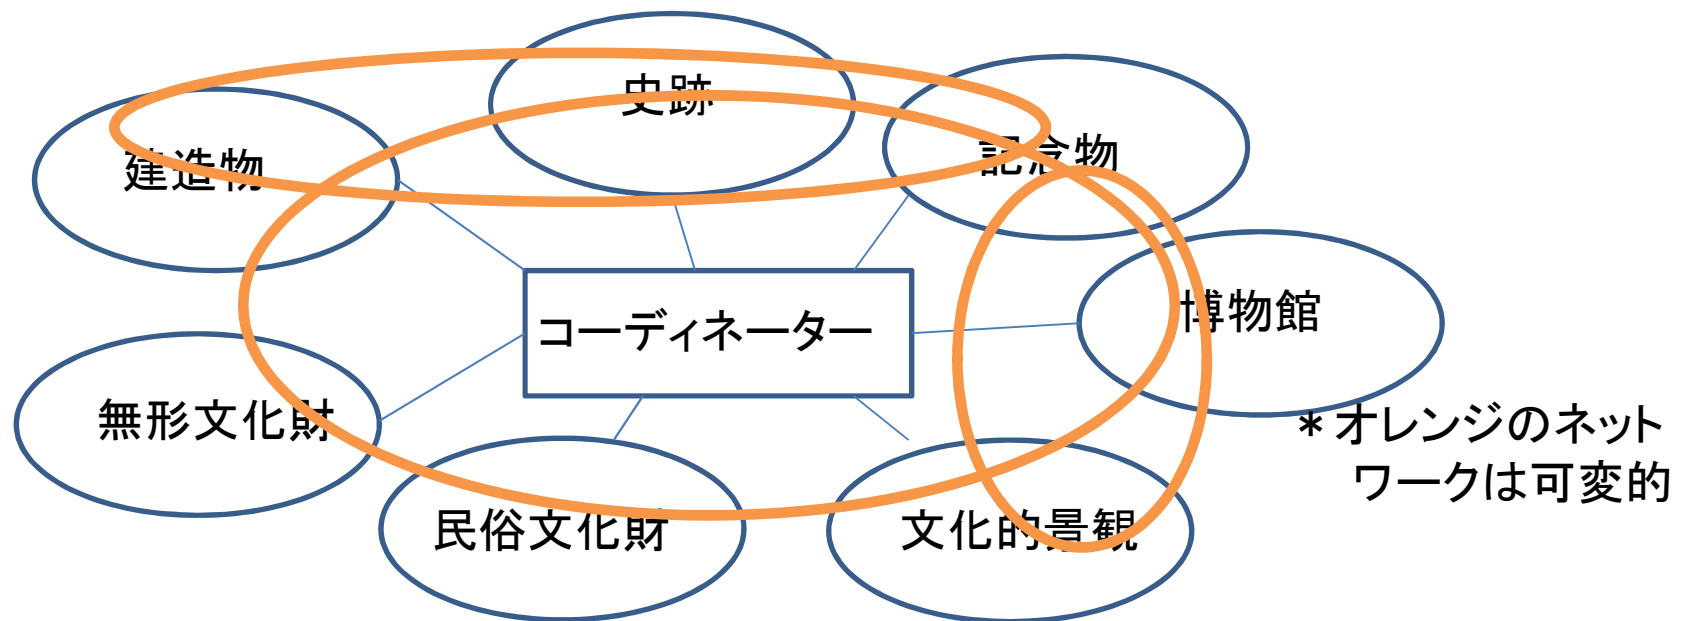 史跡
記念物
建造物
博物館
コーディネーター
無形文化財
＊オレンジのネット
ワークは可変的
民俗文化財
文化的景観